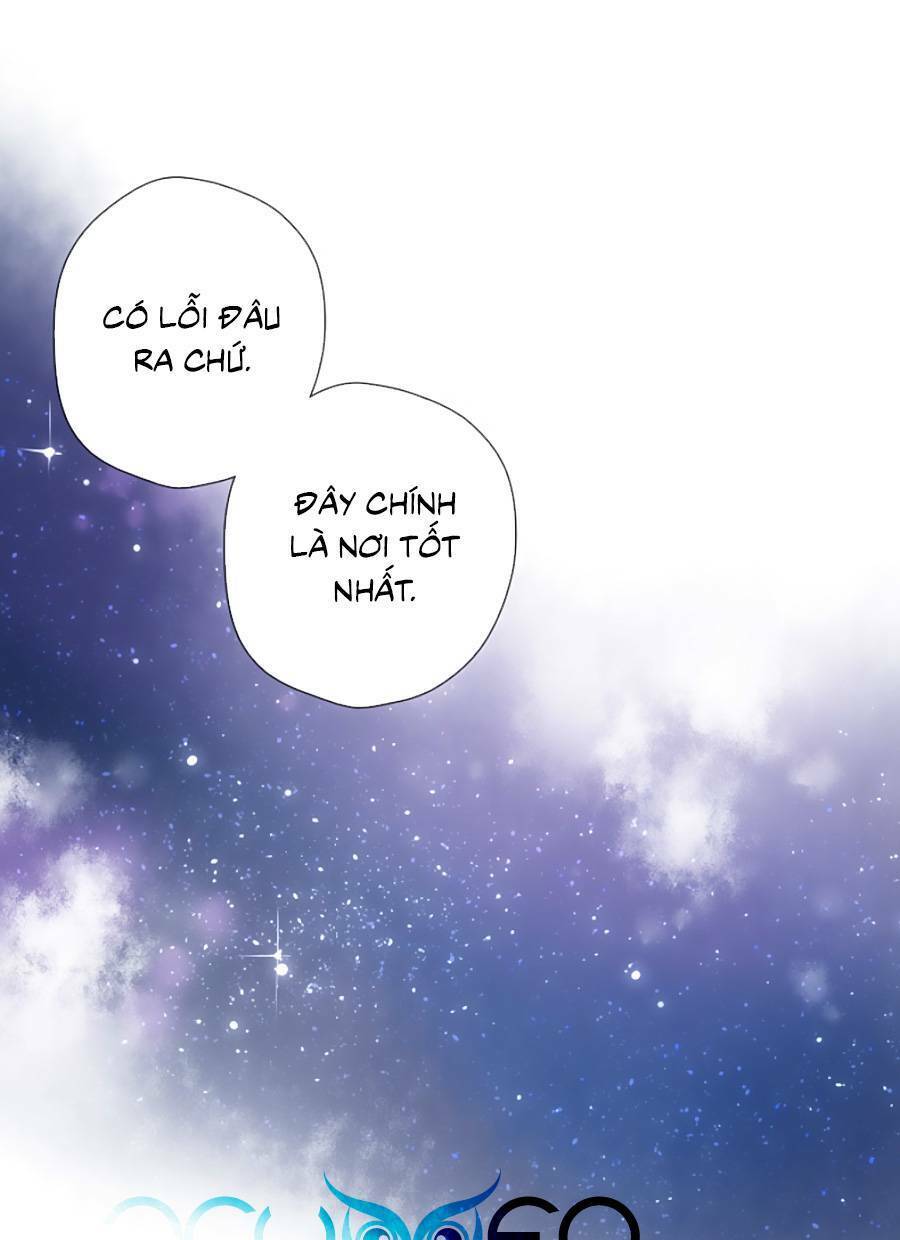 CÓ LỖI ĐÂU
RA CHỨ.
ĐÂY CHÍNH
LÀ NƠI TỐT
NHẤT.